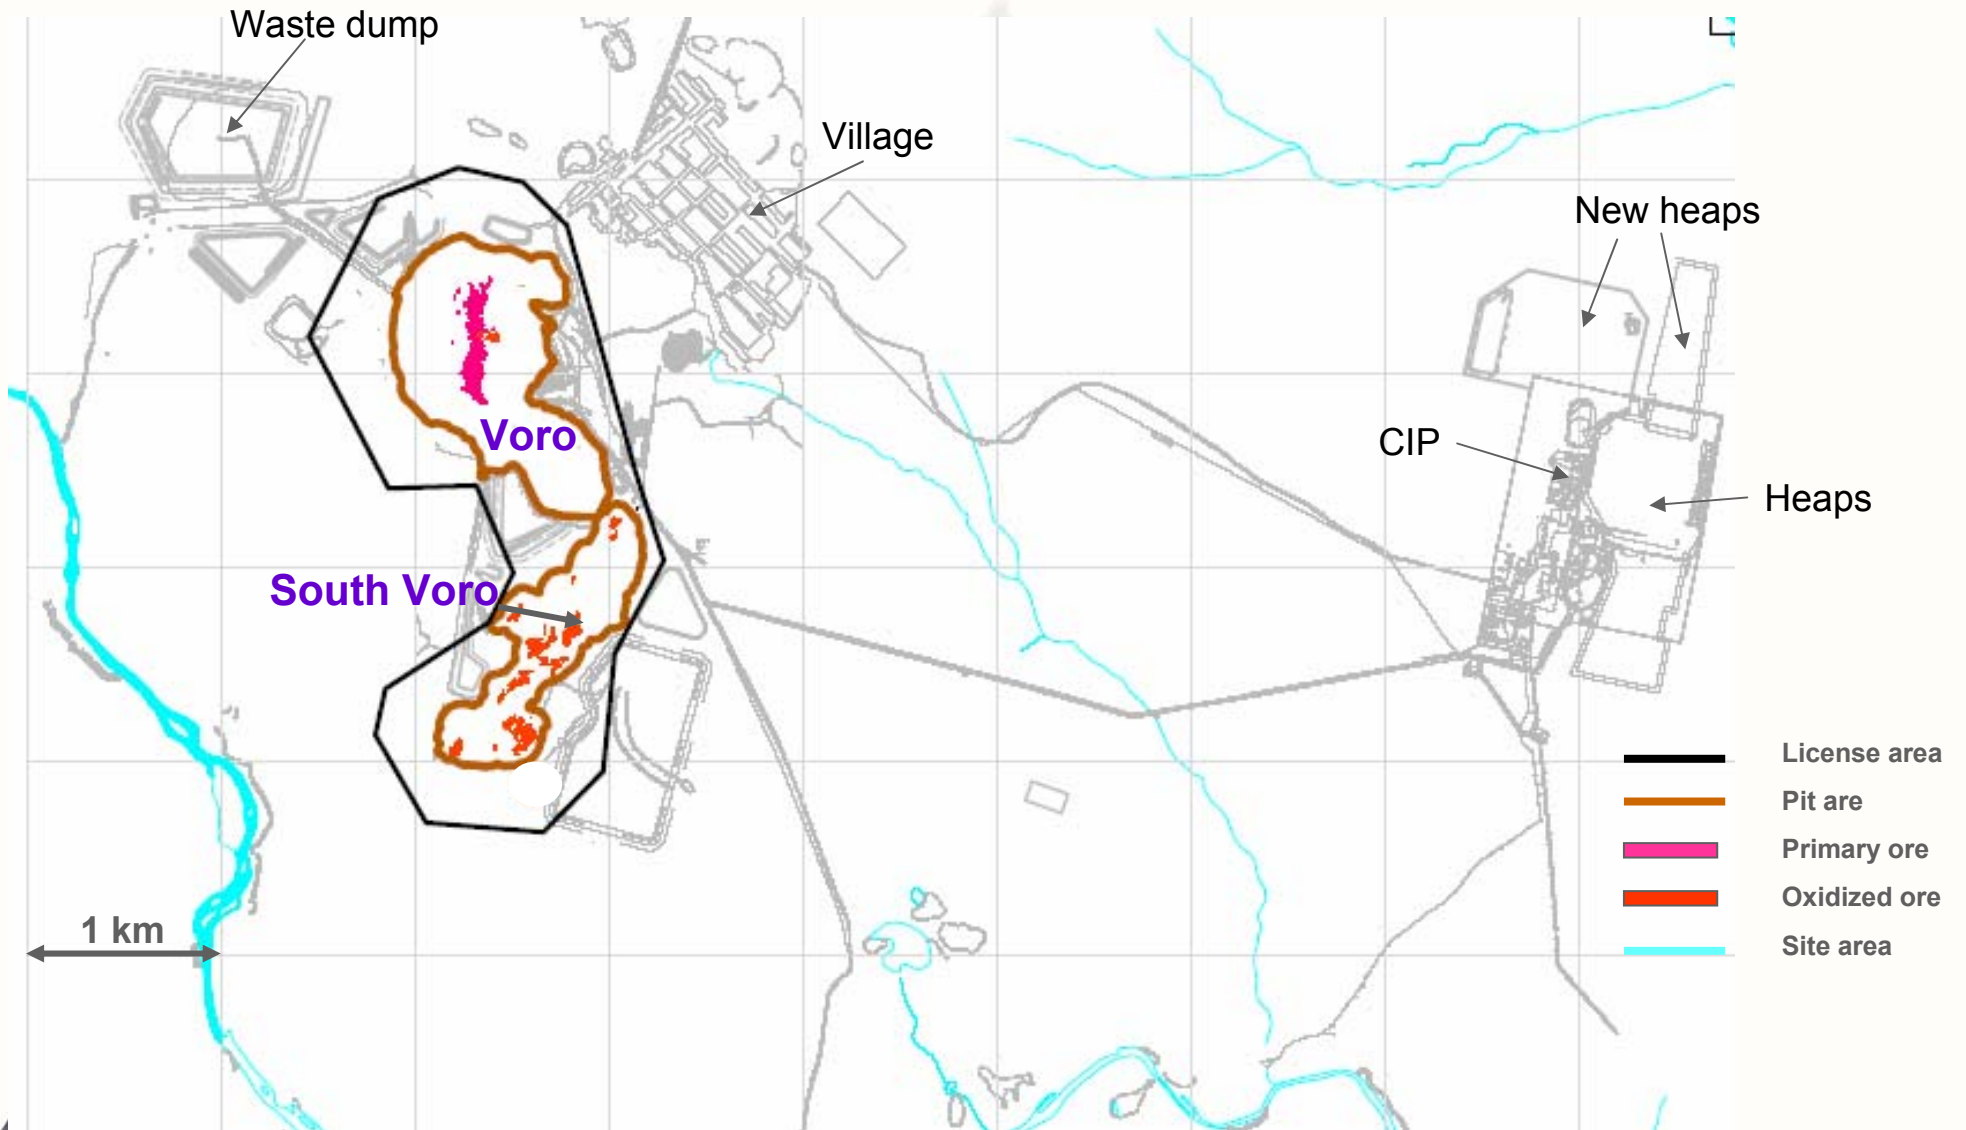 Waste dump
Village
New heaps
Voro
CIP
Heaps
South Voro
License area
Pit are
Primary ore
Oxidized ore
Site area
1 km